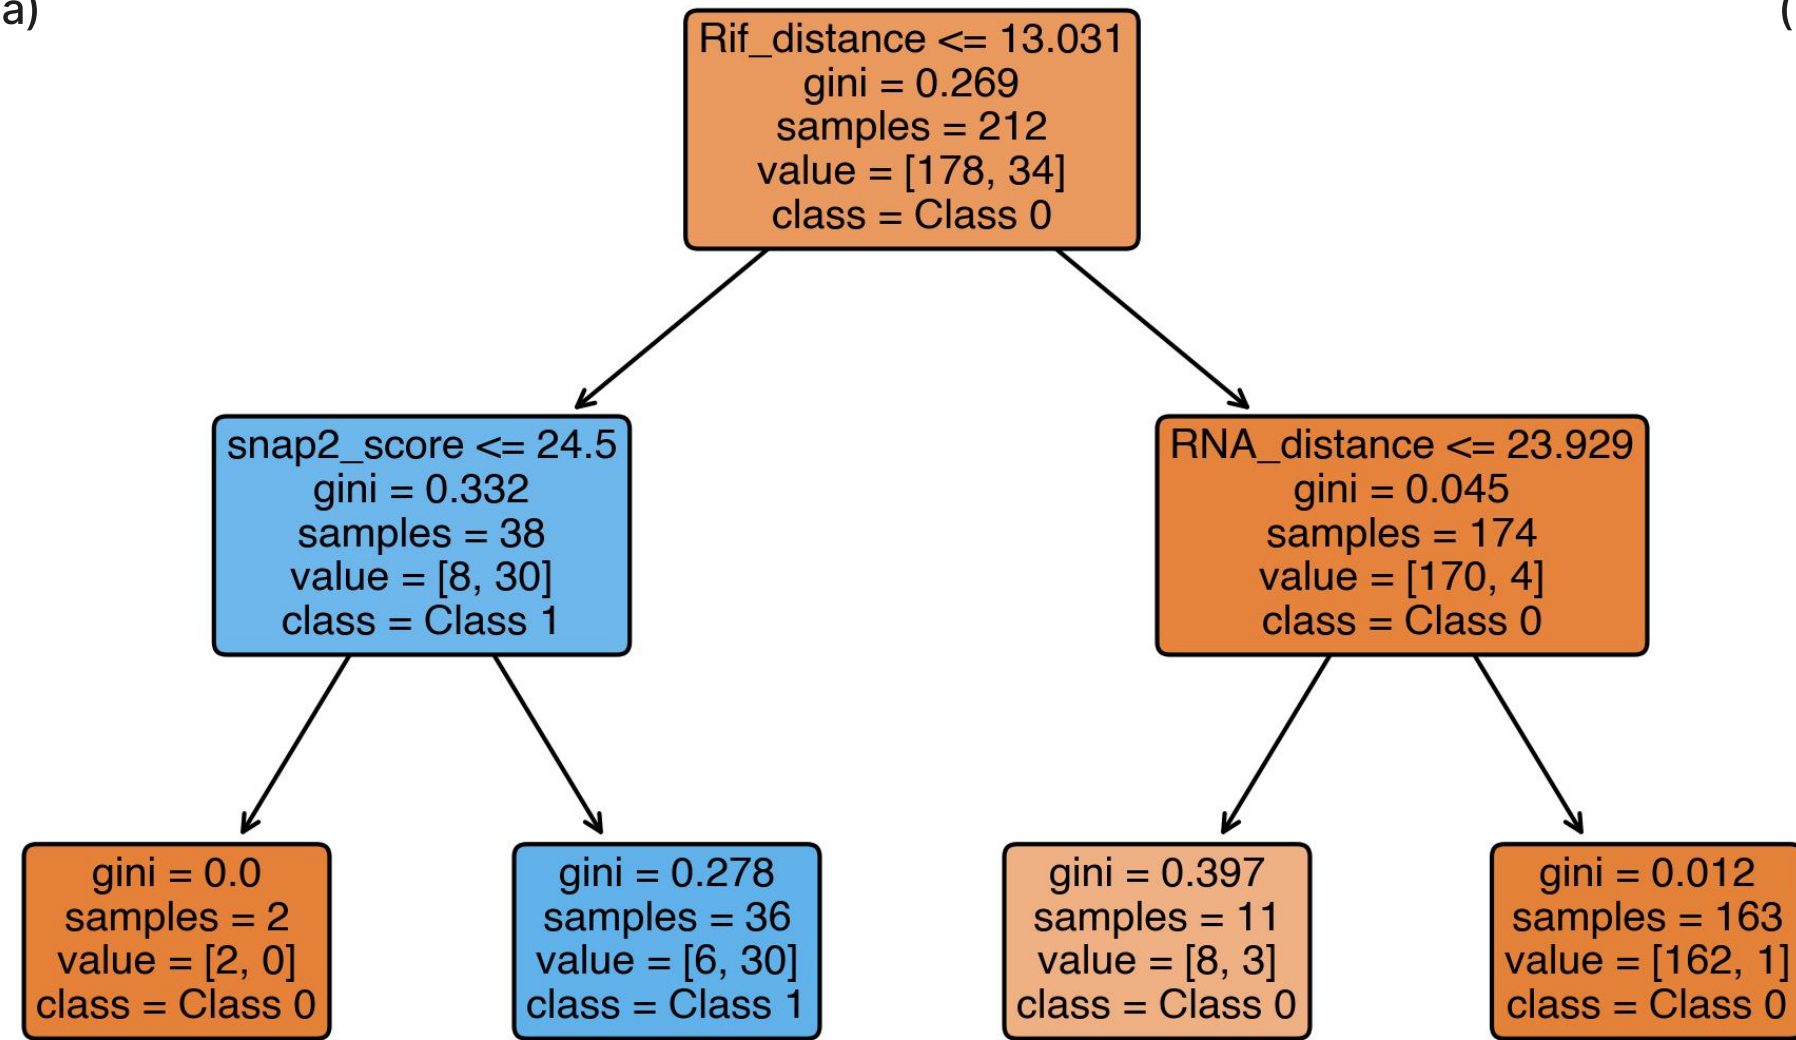 a)
(
Rif_distance <= 13.031
gini = 0.269
samples = 212
value = [178, 34]
class = Class 0
snap2_score <= 24.5
gini = 0.332
samples = 38
value = [8, 30]
class = Class 1
RNA_distance <= 23.929
gini = 0.045
samples = 174
value = [170, 4]
class = Class 0
gini = 0.0
samples = 2
value = [2, 0]
class = Class 0
gini = 0.278
samples = 36
value = [6, 30]
class = Class 1
gini = 0.397
samples = 11
value = [8, 3]
class = Class 0
gini = 0.012
samples = 163
value = [162, 1]
class = Class 0